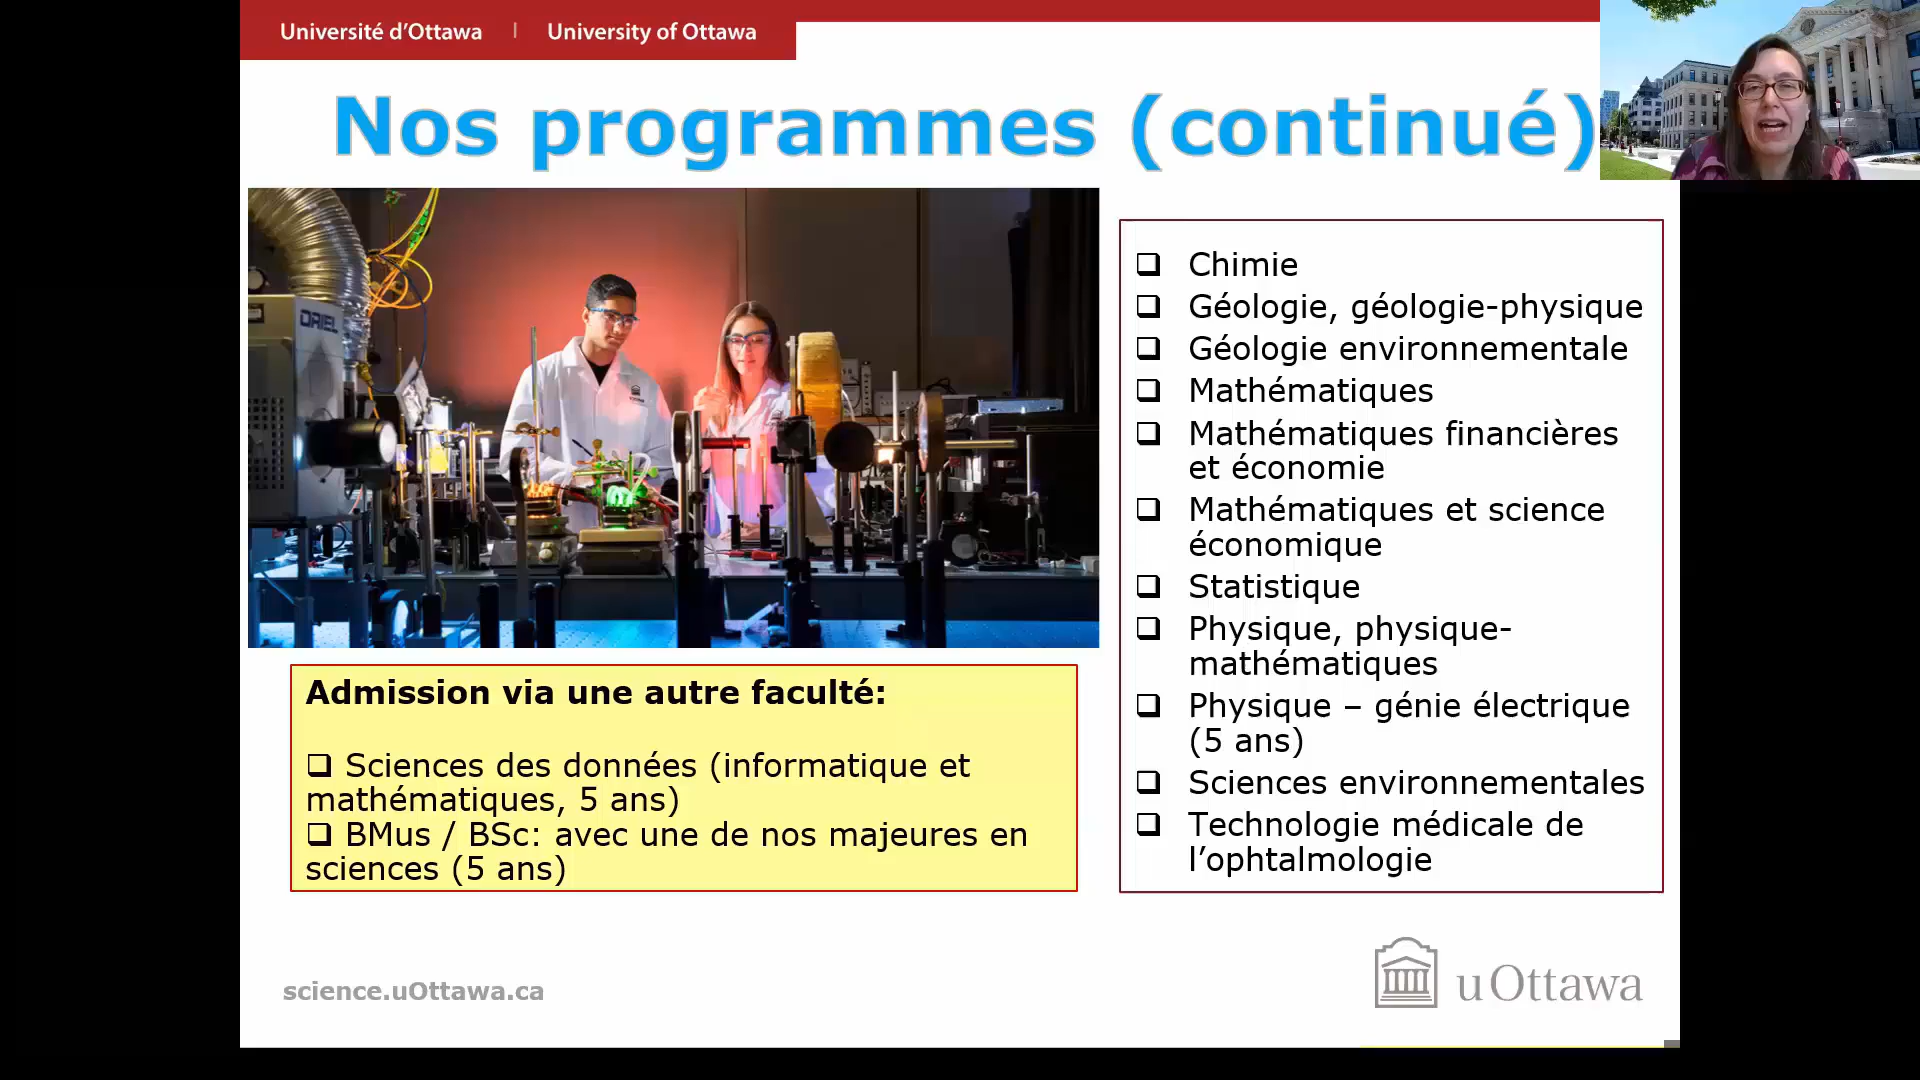 Université d'Ottawa | University of Ottawa
Nos programmes (continué)
ORIEL
❑ Chimie
❑ Géologie, géologie-physique
❑ Géologie environnementale
❑ Mathématiques
❑ Mathématiques financières
et économie
❑ Mathématiques et science
économique
❑ Statistique
❑ Physique, physique-
mathématiques
❑ Physique – génie électrique
(5 ans)
❑ Sciences environnementales
❑ Technologie médicale de
l’ophtalmologie
Admission via une autre faculté:
❑ Sciences des données (informatique et
mathématiques, 5 ans)
❑ BMus / BSc: avec une de nos majeures en
sciences (5 ans)
science.uOttawa.ca
uOttawa